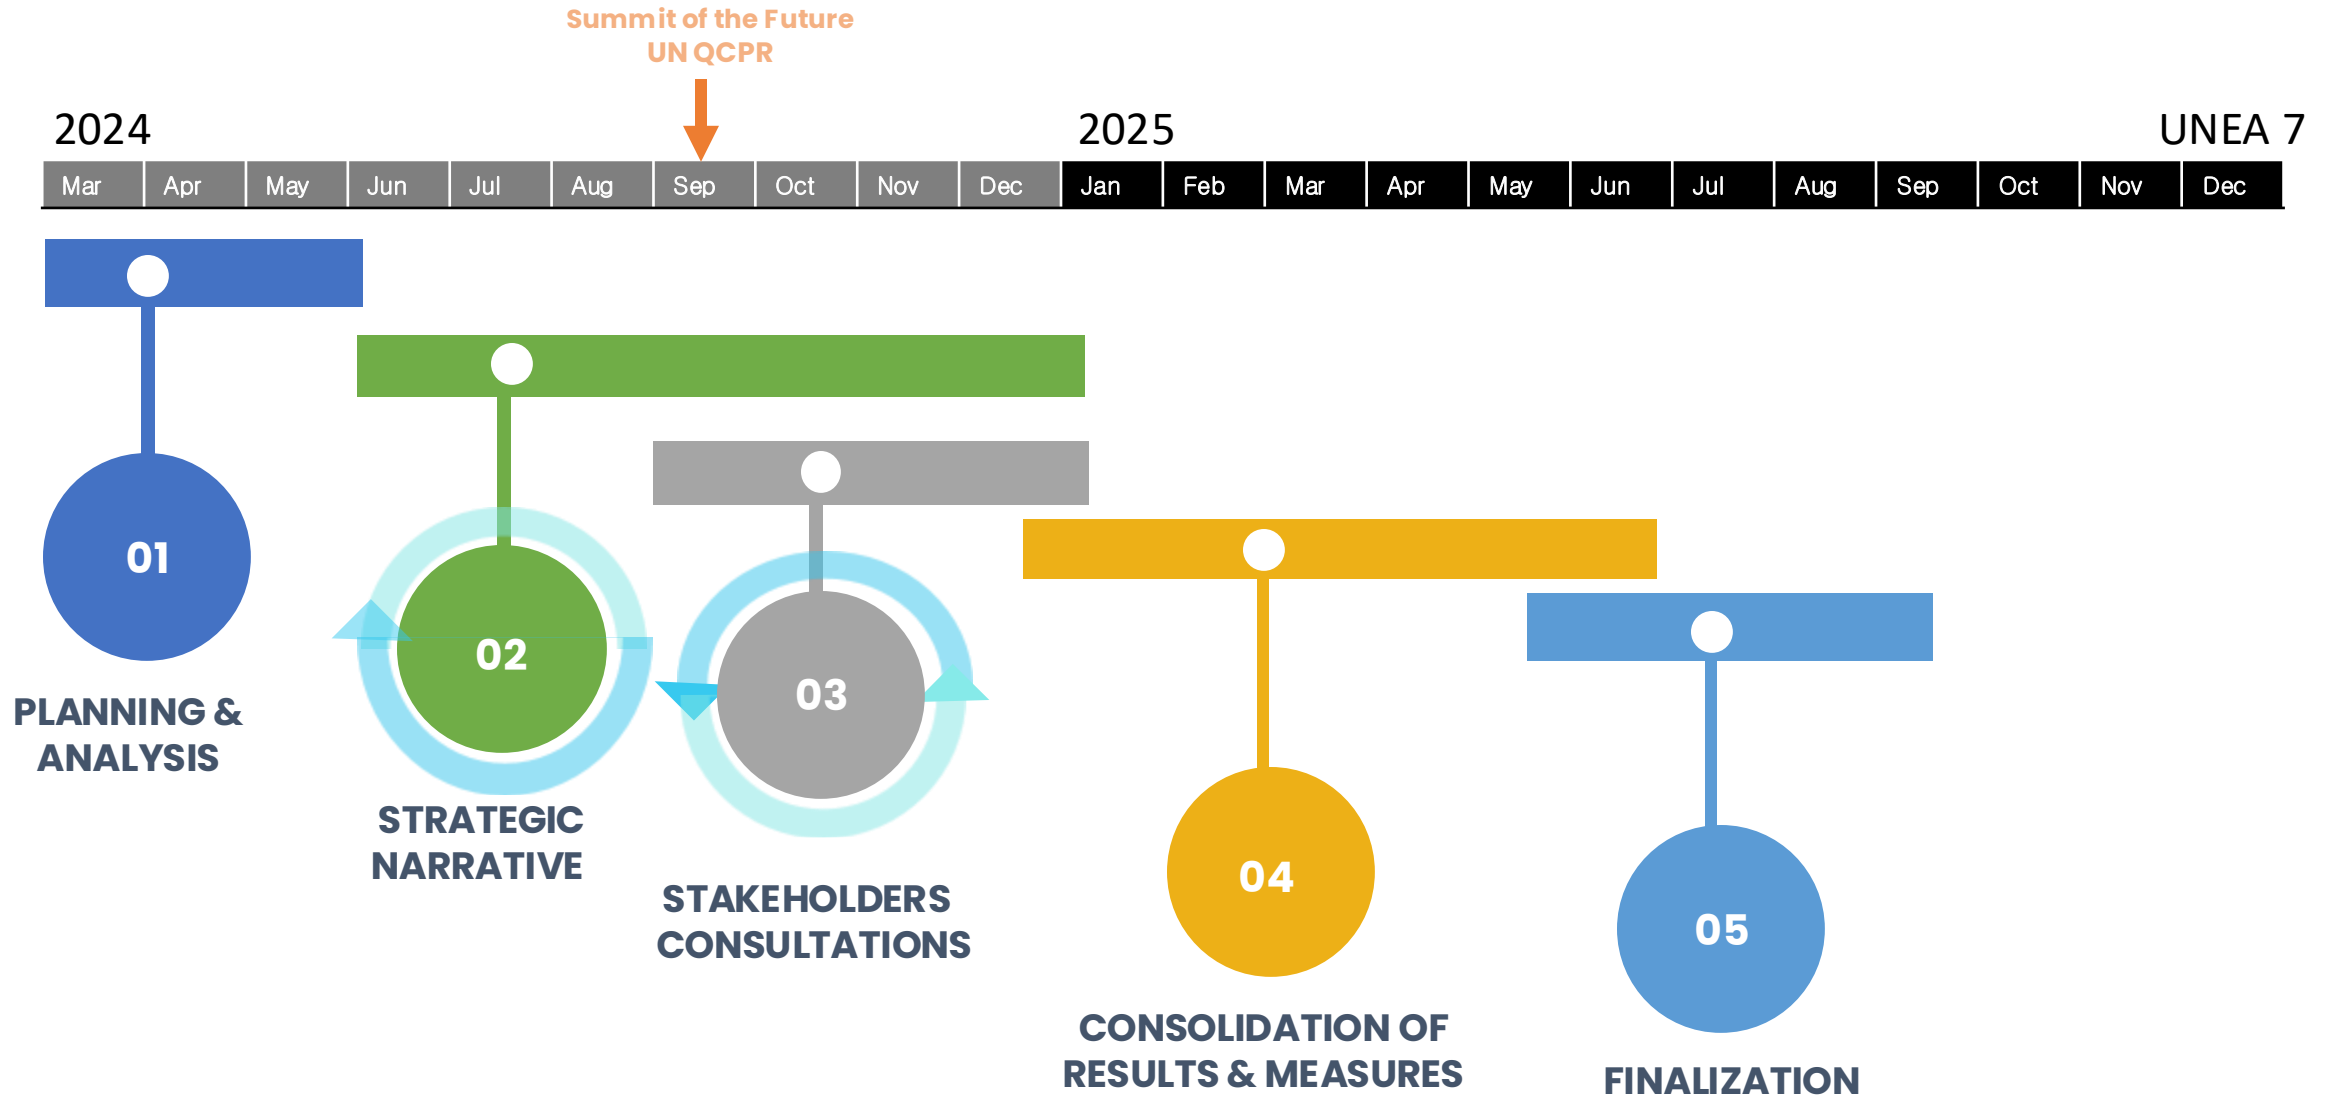 Summit of the Future
UN QCPR
2024
2025
UNEA 7
Mar Apr May Jun Jul Aug Sep Oct Nov Dec Jan Feb Mar Apr May Jun Jul Aug Sep Oct Nov Dec
01
PLANNING &
ANALYSIS
02
STRATEGIC
NARRATIVE
03
STAKEHOLDERS
CONSULTATIONS
04
CONSOLIDATION OF
RESULTS & MEASURES
05
FINALIZATION